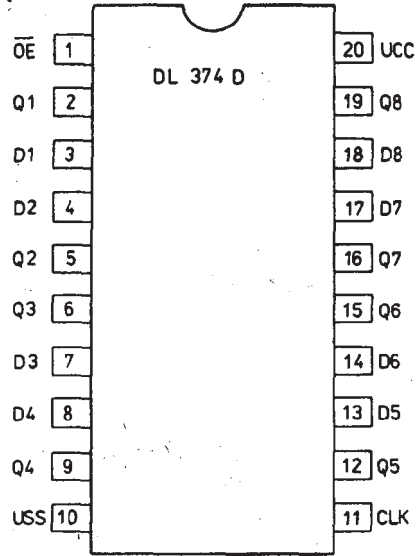 DL 374 D
O̅E̅ 1 20 UCC
Q1 2 19 Q8
D1 3 18 D8
D2 4 17 D7
Q2 5 16 Q7
Q3 6 15 Q6
D3 7 14 D6
D4 8 13 D5
Q4 9 12 Q5
USS 10 11 CLK